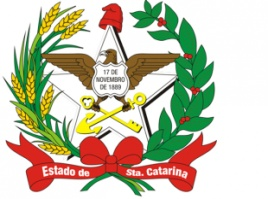 17 DE
NOVEMBRO
DE 1889
Estado de Sta. Catarina